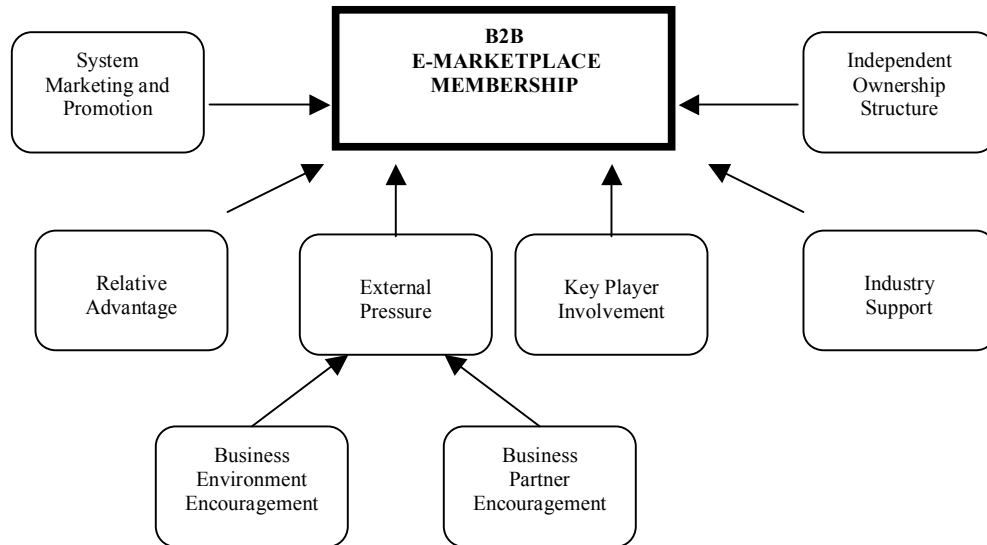 B2B
E-MARKETPLACE
MEMBERSHIP
System
Marketing and
Promotion
Independent
Ownership
Structure
Relative
Advantage
External
Pressure
Key Player
Involvement
Industry
Support
Business
Environment
Encouragement
Business
Partner
Encouragement